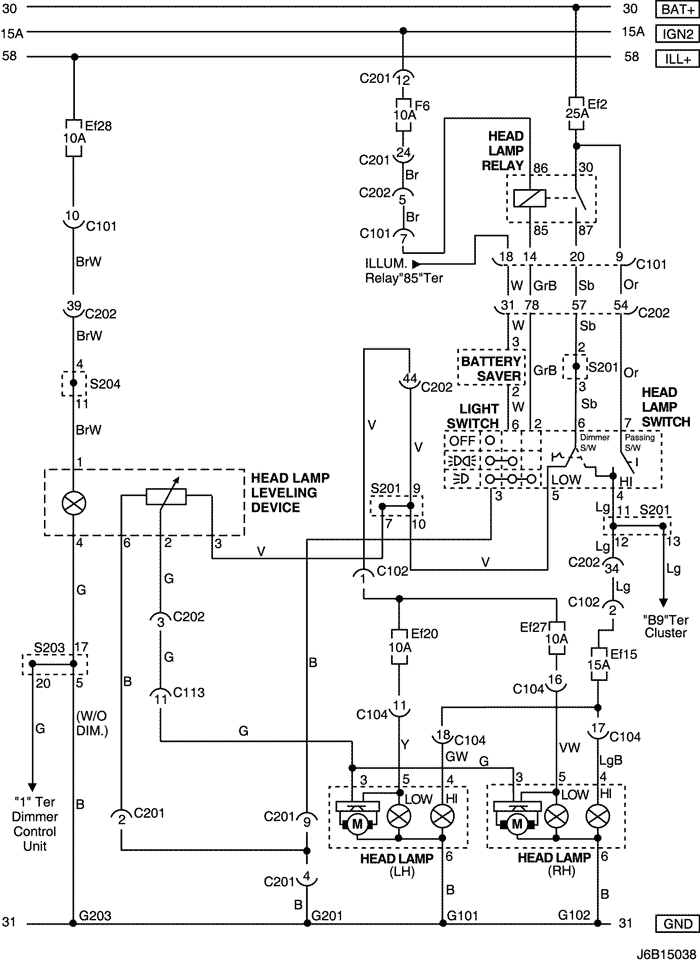 30 30 BAT+
15A 15A IGN2
58 58 ILL+
C201 12
Ef28
10A
F6
10A
Ef2
25A
HEAD
LAMP
RELAY
C201 24
Br
86 30
C202 5
Br
85 87
10
C101
C101 7
BrW
ILLUM.
Relay"85"Ter
18 14 20 9
C101
W GrB Sb Or
39
C202
31 78 57 54
C202
BrW
W Sb
3
2
4
S204
11
BATTERY
SAVER
GrB
S201
Or
44
C202
2
3
W
Sb
HEAD
LAMP
SWITCH
LIGHT
SWITCH
BrW
V V
6 2 6 7
OFF
Dimmer
S/W
Passing
S/W
1
HEAD LAMP
LEVELING
DEVICE
LOW HI
S201 9
7 10
3 5 4
Lg 11 S201
4 6 2 3
12 13
Lg
V V
C202 34
Lg
Lg
G G
C102
1
C102 2
3 C202
"B9"Ter
Cluster
Ef20
10A
Ef27
10A
Ef15
15A
S203 17
G
B B
20 5
11 C113
16
C104
G
(W/O
DIM.)
11
C104
18
C104
17
C104
G
Y GW G VW LgB
3 5 4 3 5 4
"1" Ter
Dimmer
Control
Unit
B
LOW HI LOW HI
2 C201
C201 9
M M
HEAD LAMP
(LH)
6
HEAD LAMP
(RH)
6
C201 4
B B B
31 G203 G201 G101 G102 31 GND
J6B15038